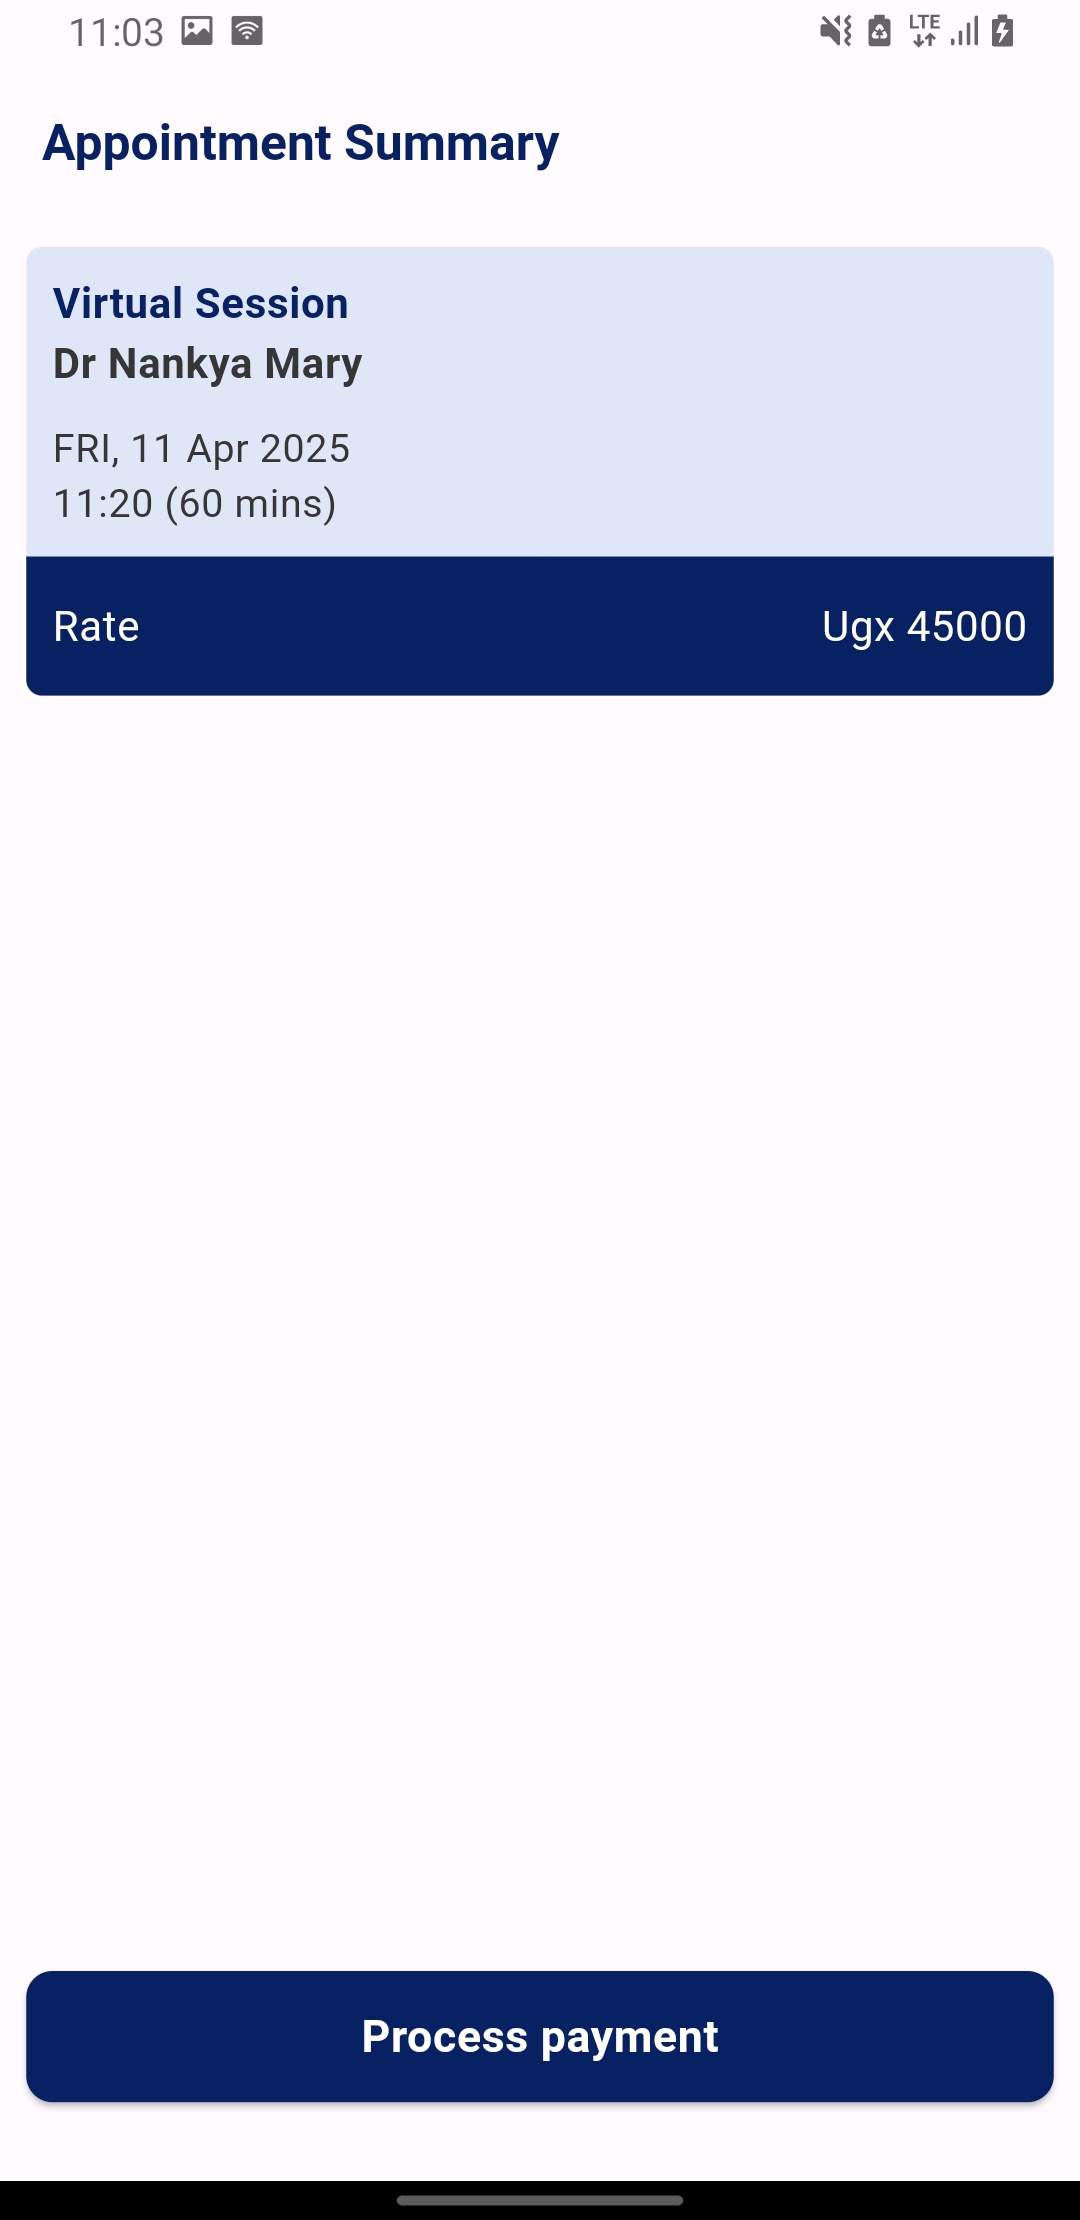 11:03
LTE
Appointment Summary
Virtual Session
Dr Nankya Mary
FRI, 11 Apr 2025
11:20 (60 mins)
Rate Ugx 45000
Process payment